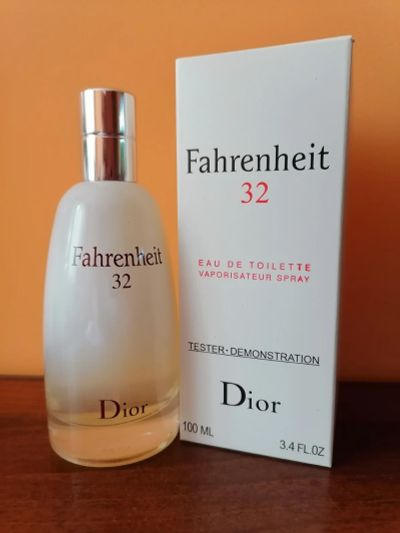 Fahrenheit
32
Dior
Fahrenheit
32
EAU DE TOILETTE
VAPORISATEUR SPRAY
TESTER-DEMONSTRATION
Dior
100 ML
3.4 FL.OZ